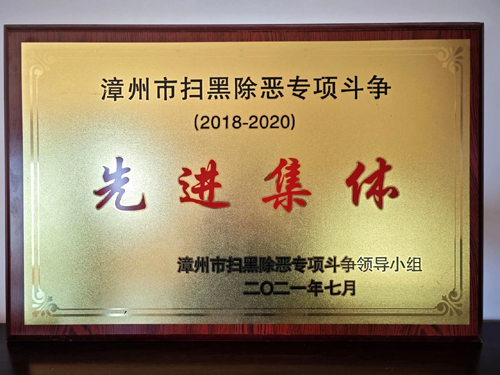 漳州市扫黑除恶专项斗争
(2018-2020)
先进集体
漳州市扫黑除恶专项斗争领导小组
二〇二一年七月